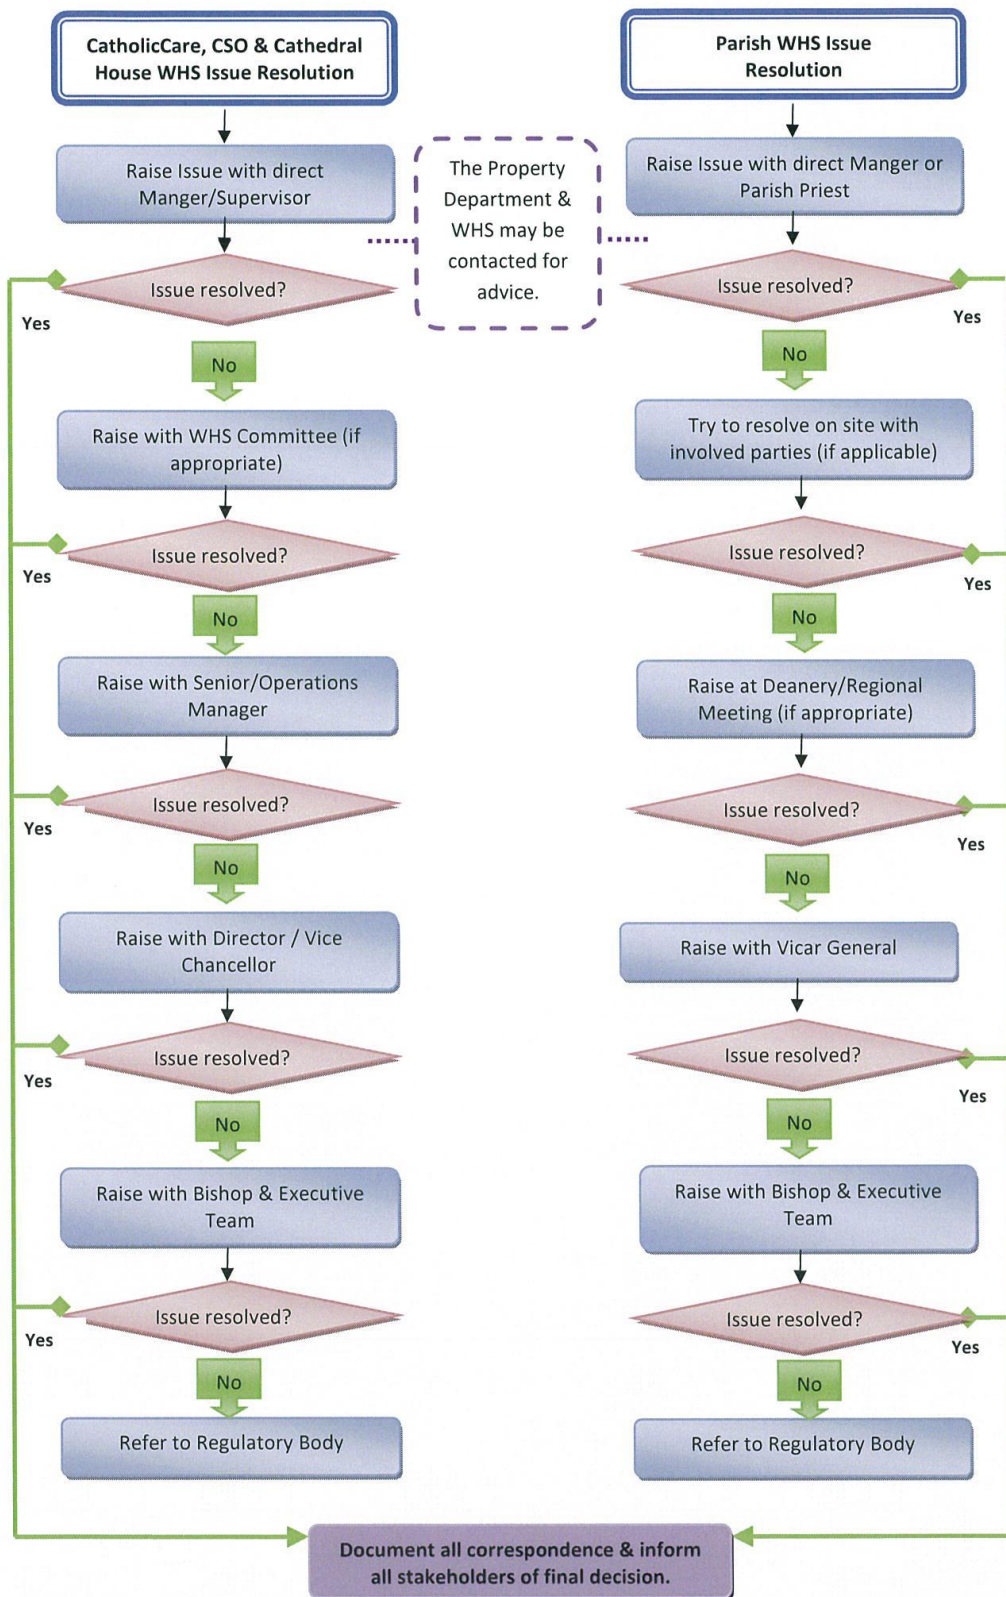 CatholicCare, CSO & Cathedral
House WHS Issue Resolution
Raise Issue with direct
Manger/Supervisor
Issue resolved?
Yes
No
Raise with WHS Committee (if
appropriate)
Issue resolved?
Yes
No
Raise with Senior/Operations
Manager
Issue resolved?
Yes
No
Raise with Director / Vice
Chancellor
Issue resolved?
Yes
No
Raise with Bishop & Executive
Team
Issue resolved?
Yes
No
Refer to Regulatory Body
The Property
Department &
WHS may be
contacted for
advice.
Parish WHS Issue
Resolution
Raise Issue with direct Manger or
Parish Priest
Issue resolved?
Yes
No
Try to resolve on site with
involved parties (if applicable)
Issue resolved?
Yes
No
Raise at Deanery/Regional
Meeting (if appropriate)
Issue resolved?
Yes
No
Raise with Vicar General
Issue resolved?
Yes
No
Raise with Bishop & Executive
Team
Issue resolved?
Yes
No
Refer to Regulatory Body
Document all correspondence & inform
all stakeholders of final decision.